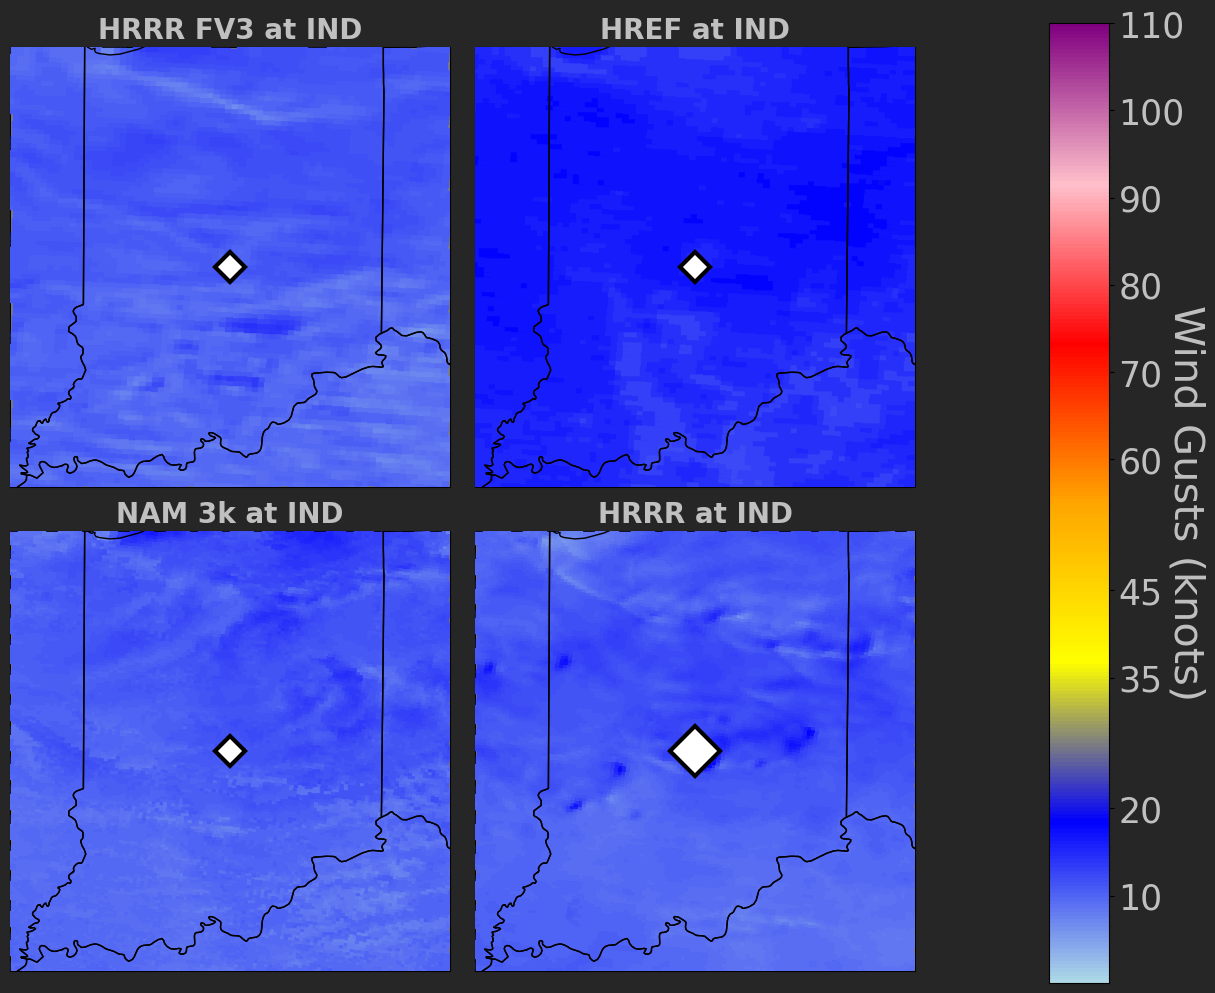 HRRR FV3 at IND
HREF at IND
NAM 3k at IND
HRRR at IND
110
100
90
80
70
60
45
35
20
10
Wind Gusts (knots)